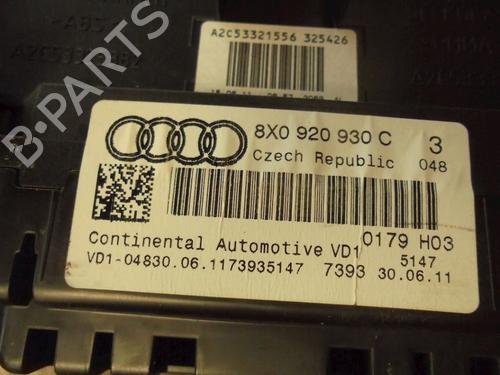 A2C53321556 325426
8X0 920 930 C 3
Czech Republic 048
0179 H03
Continental Automotive VD1 5147
VD1-04830.06.1173935147 7393 30.06.11
B-Parts